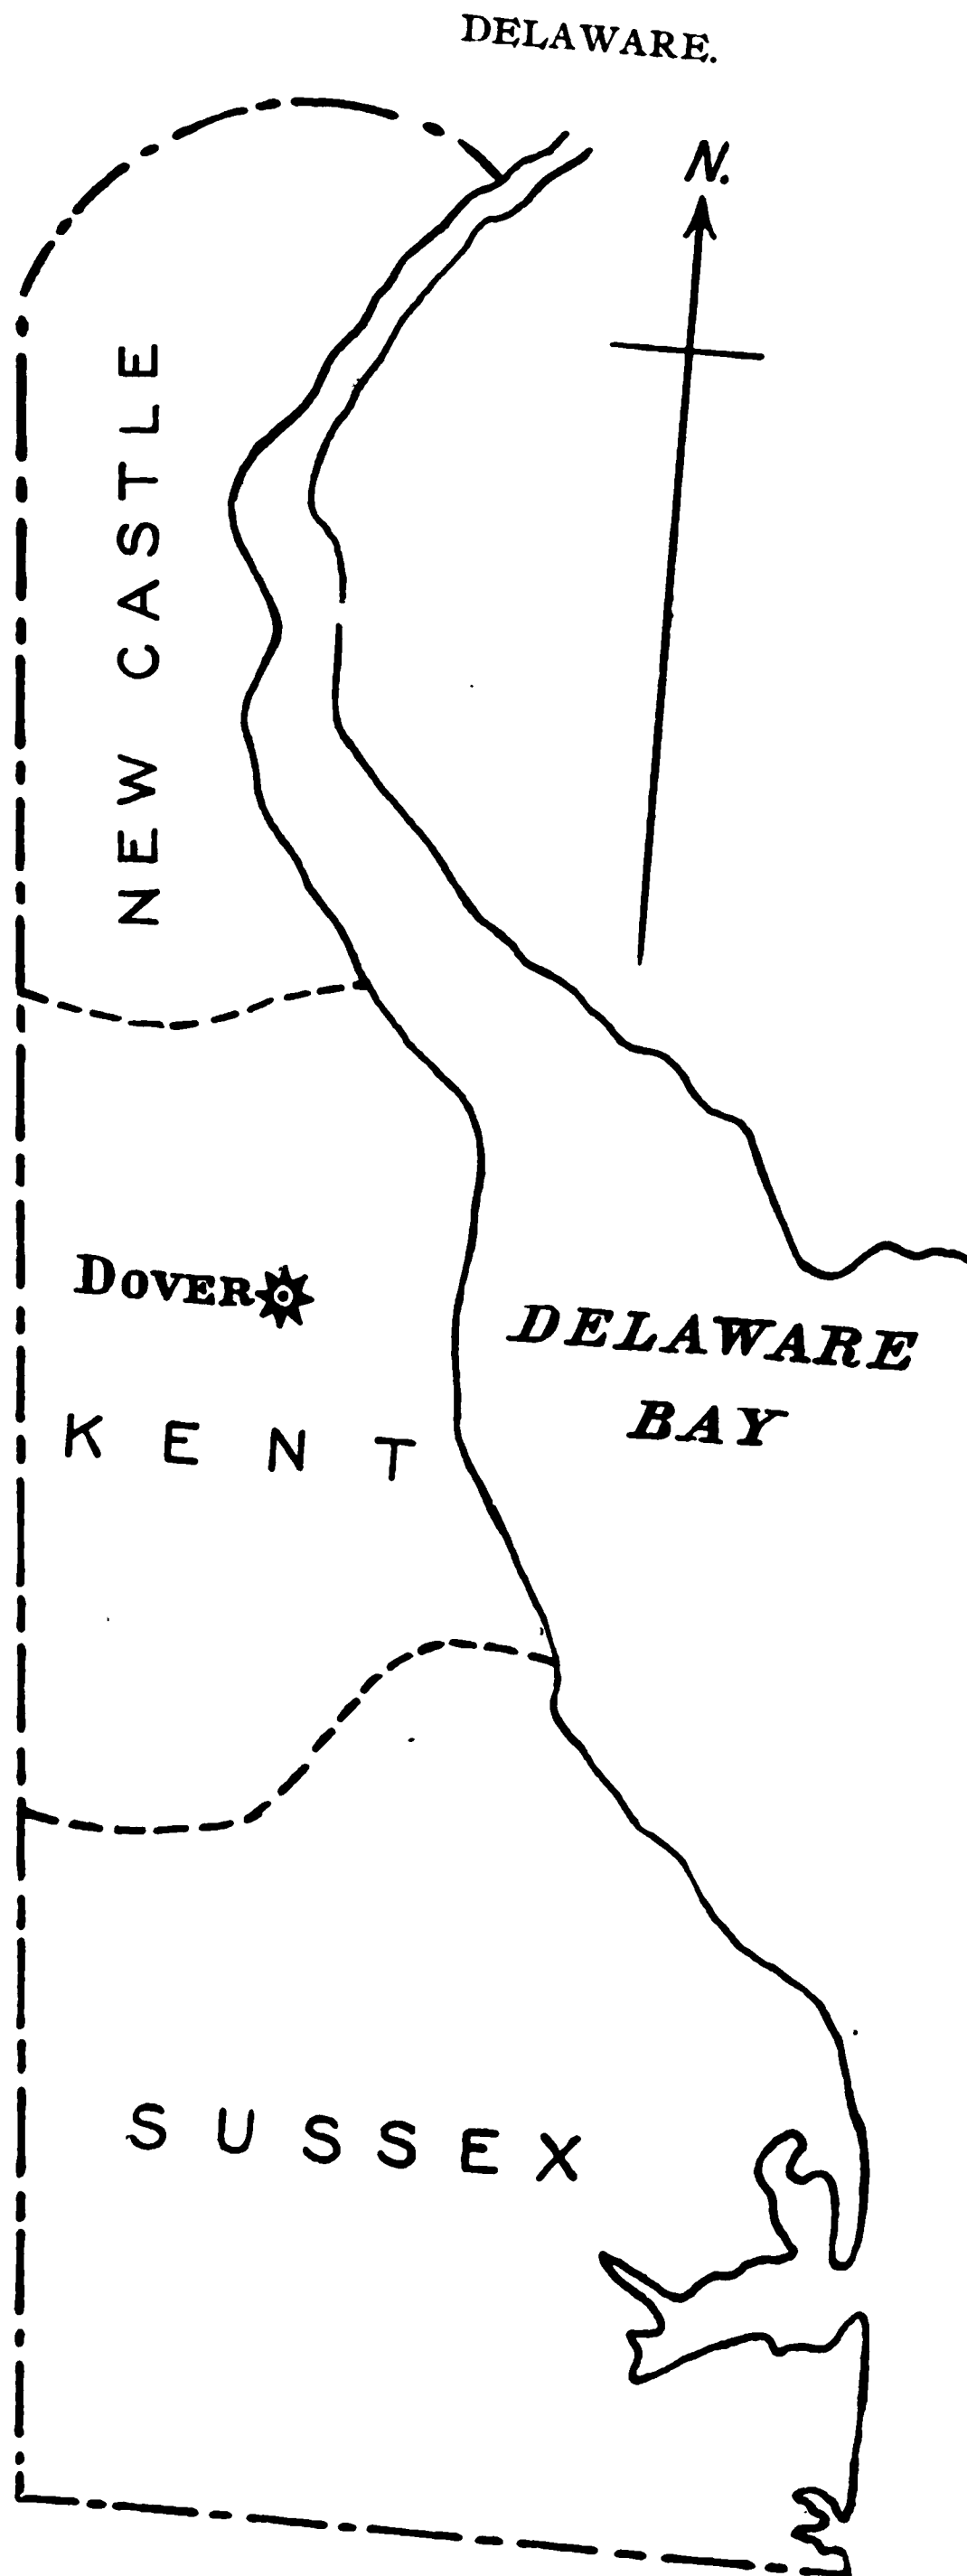 DELAWARE.
N.
NEW CASTLE
DOVER
DELAWARE
BAY
KENT
SUSSEX